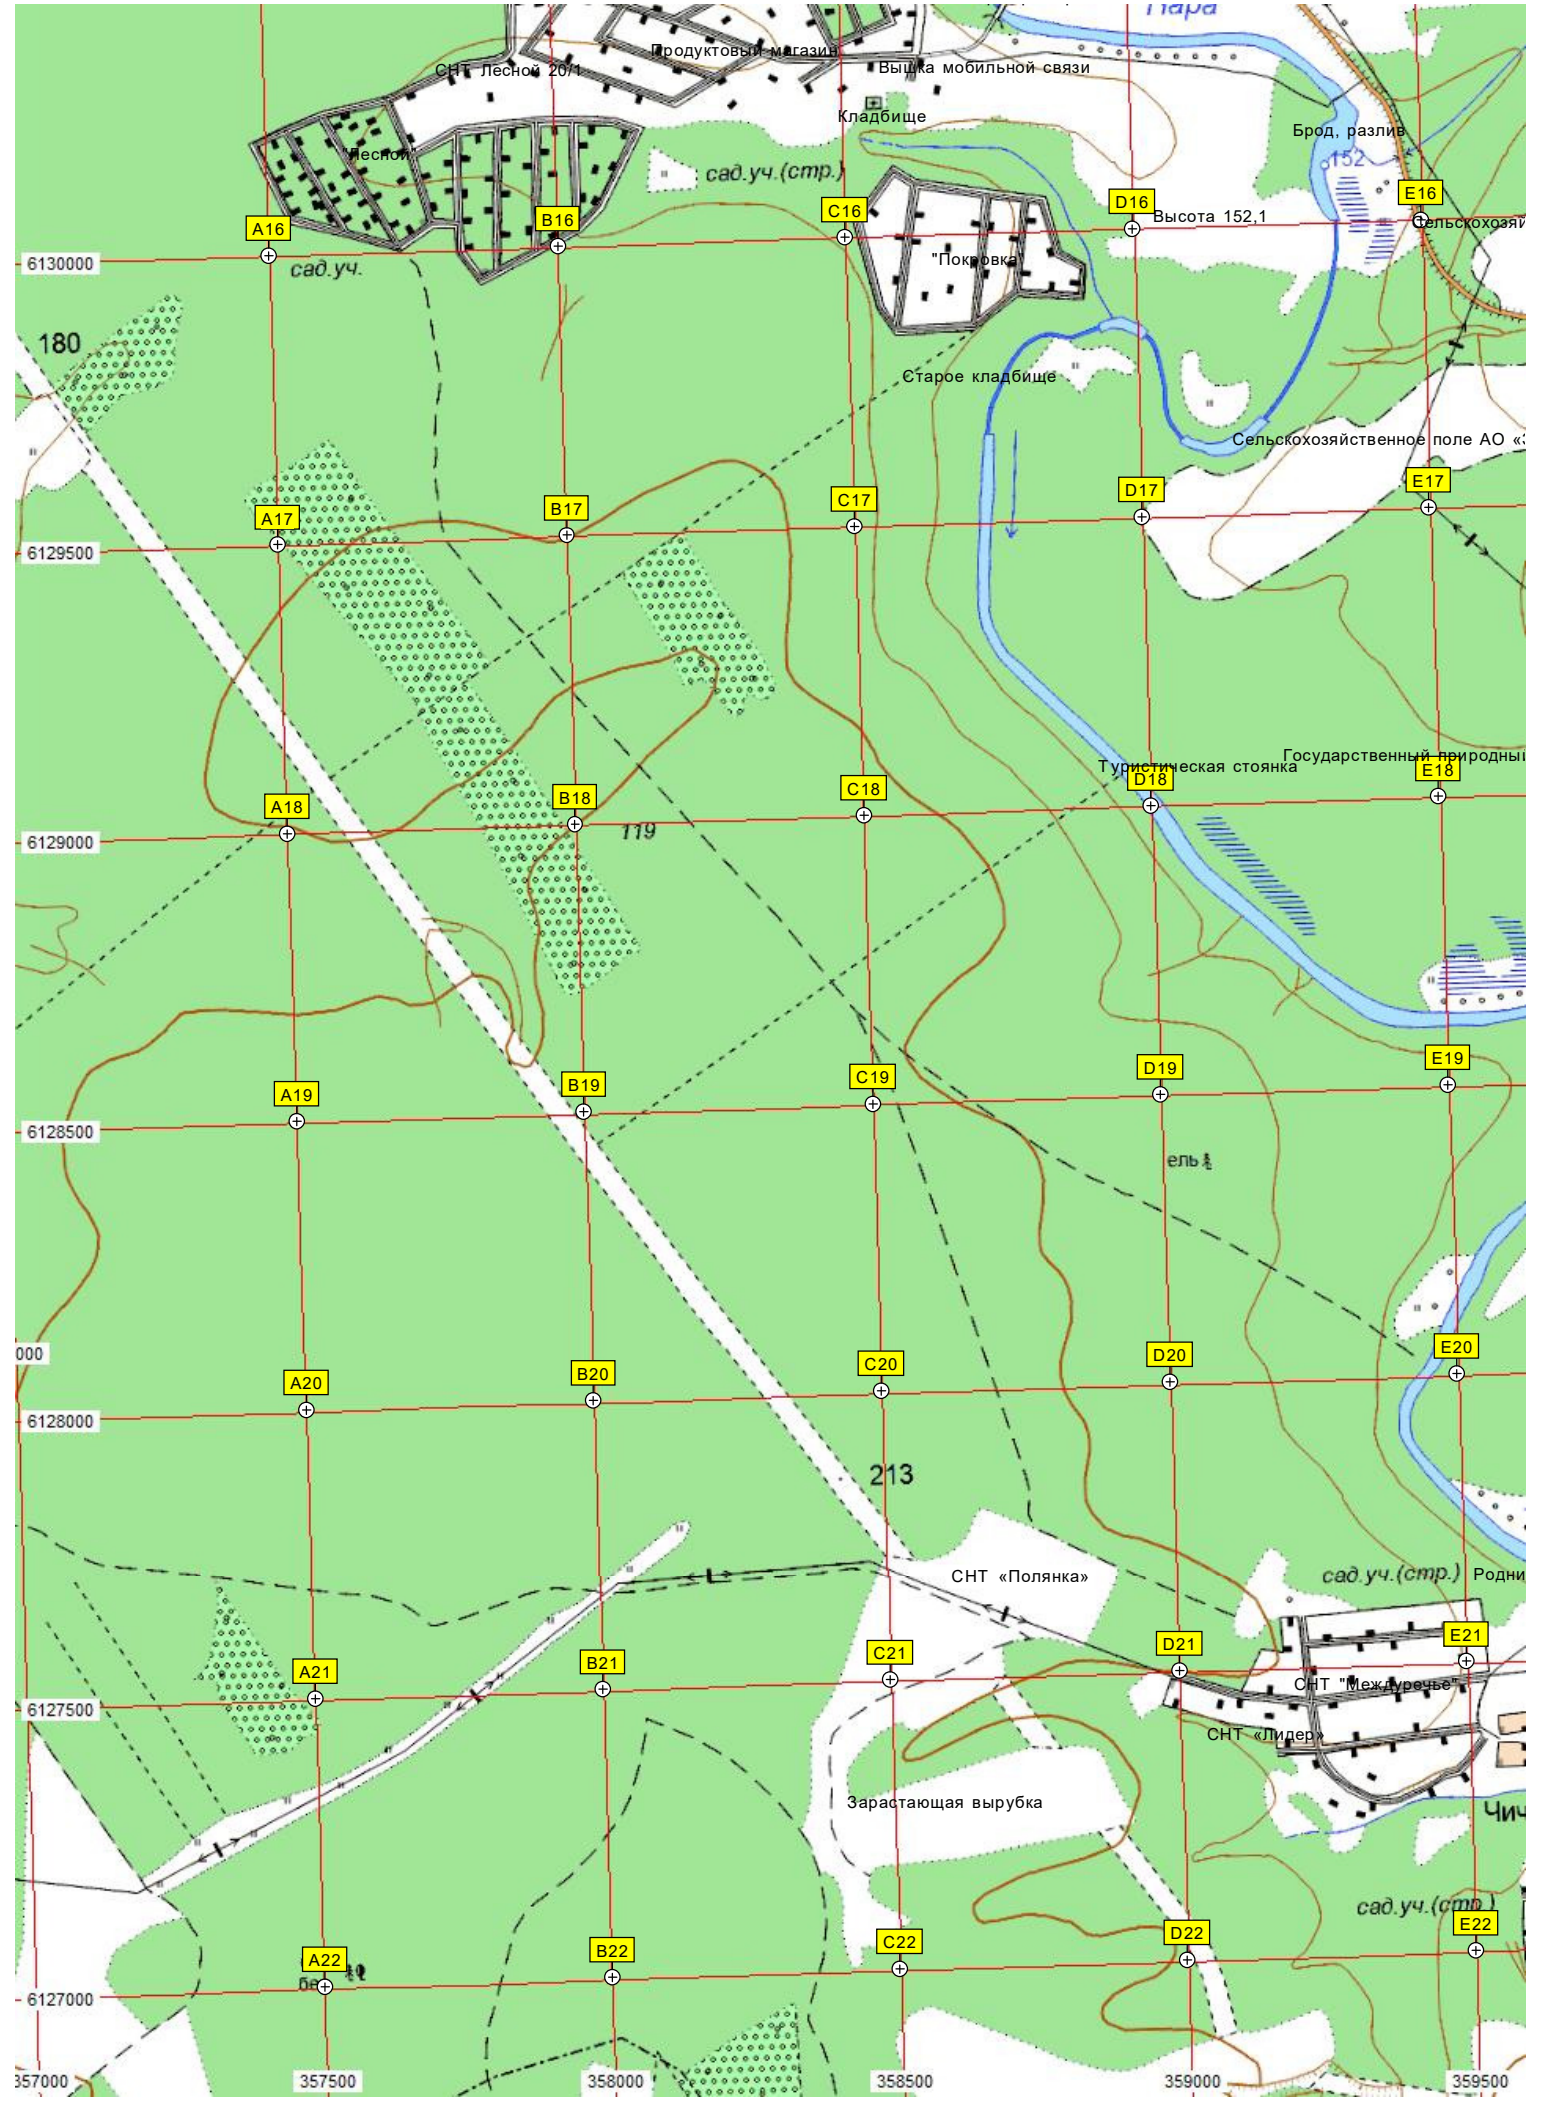 Нара
Продуктовый магазин
СНТ Лесной 20/1
Вышка мобильной связи
Кладбище
Брод, разлив
"Лесной"
152
сад.уч.(стр.)
A16
B16
C16
D16
E16
Высота 152,1
Сельскохозяй
6130000
сад.уч.
"Покровка"
180
Старое кладбище
Сельскохозяйственное поле АО «З
A17
B17
C17
D17
E17
6129500
Государственный природный
Туристическая стоянка
A18
B18
C18
D18
E18
6129000
119
A19
B19
C19
D19
E19
6128500
ель
000
A20
B20
C20
D20
E20
6128000
213
СНТ «Полянка»
сад.уч.(стр.)
Родни
A21
B21
C21
D21
E21
6127500
СНТ "Междуречье"
СНТ «Лидер»
Зарастающая вырубка
Чич
сад.уч.(стр.)
A22
B22
C22
D22
E22
6127000
357000
357500
358000
358500
359000
359500